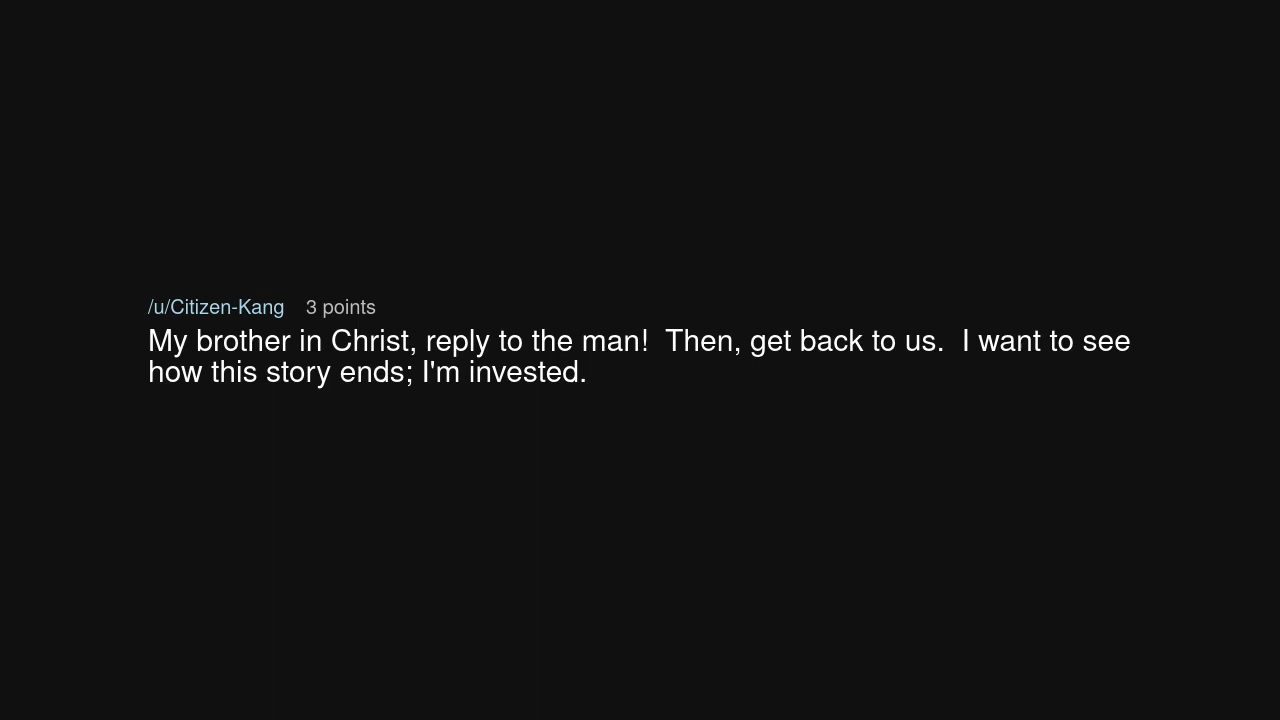 /u/Citizen-Kang    3 points
My brother in Christ, reply to the man!  Then, get back to us.  I want to see
how this story ends; I'm invested.